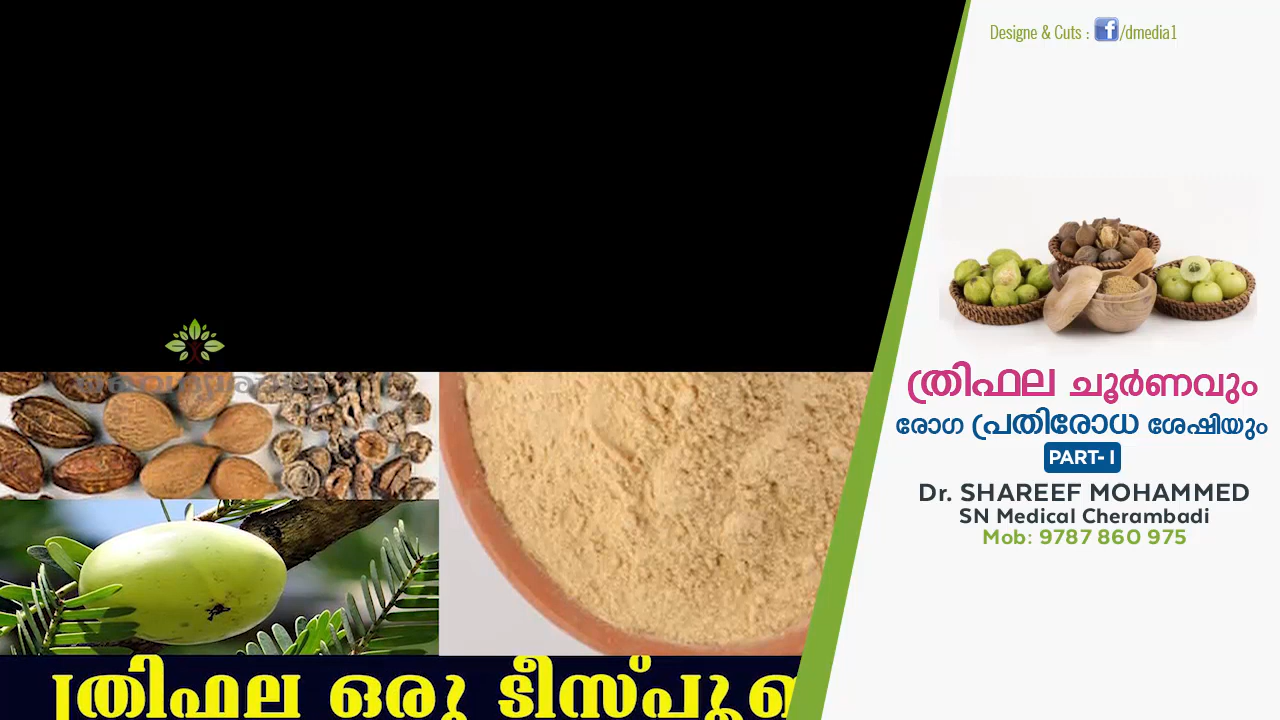 Designe & Cuts : f/dmedia1
ത്രിഫല ചൂർണവും
രോഗ പ്രതിരോധ ശേഷിയും
PART- I
Dr. SHAREEF MOHAMMED
SN Medical Cherambadi
Mob: 9787 860 975
ത്രിഫല ഒരു ടീസ്പൂ